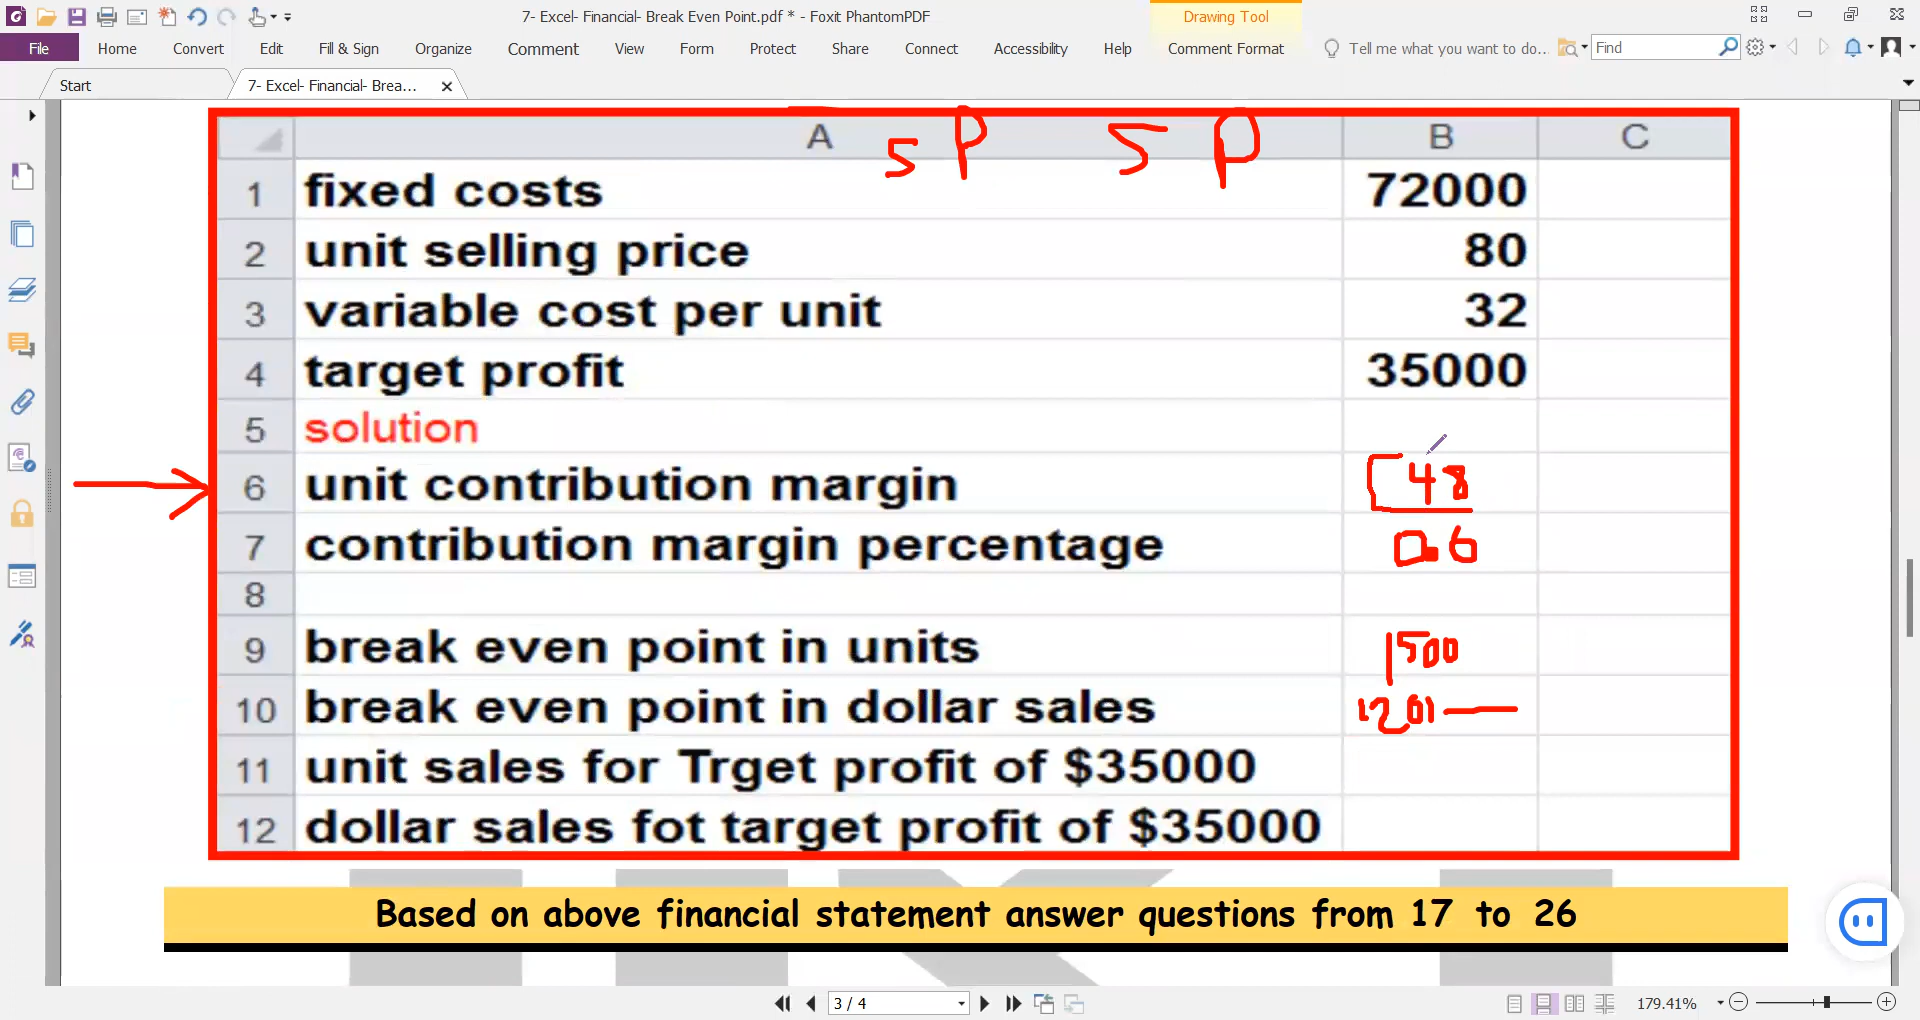 7- Excel- Financial- Break Even Point.pdf * - Foxit PhantomPDF
Drawing Tool
File Home Convert Edit Fill & Sign Organize Comment View Form Protect Share Connect Accessibility Help Comment Format Tell me what you want to do... Find
Start 7- Excel- Financial- Brea...
A B C
s P 5 P
1 fixed costs 72000
2 unit selling price 80
3 variable cost per unit 32
4 target profit 35000
5 solution
6 unit contribution margin 48
7 contribution margin percentage 0.6
8
9 break even point in units 1500
10 break even point in dollar sales
11 unit sales for Trget profit of $35000
12 dollar sales fot target profit of $35000
Based on above financial statement answer questions from 17 to 26
3 / 4 179.41%